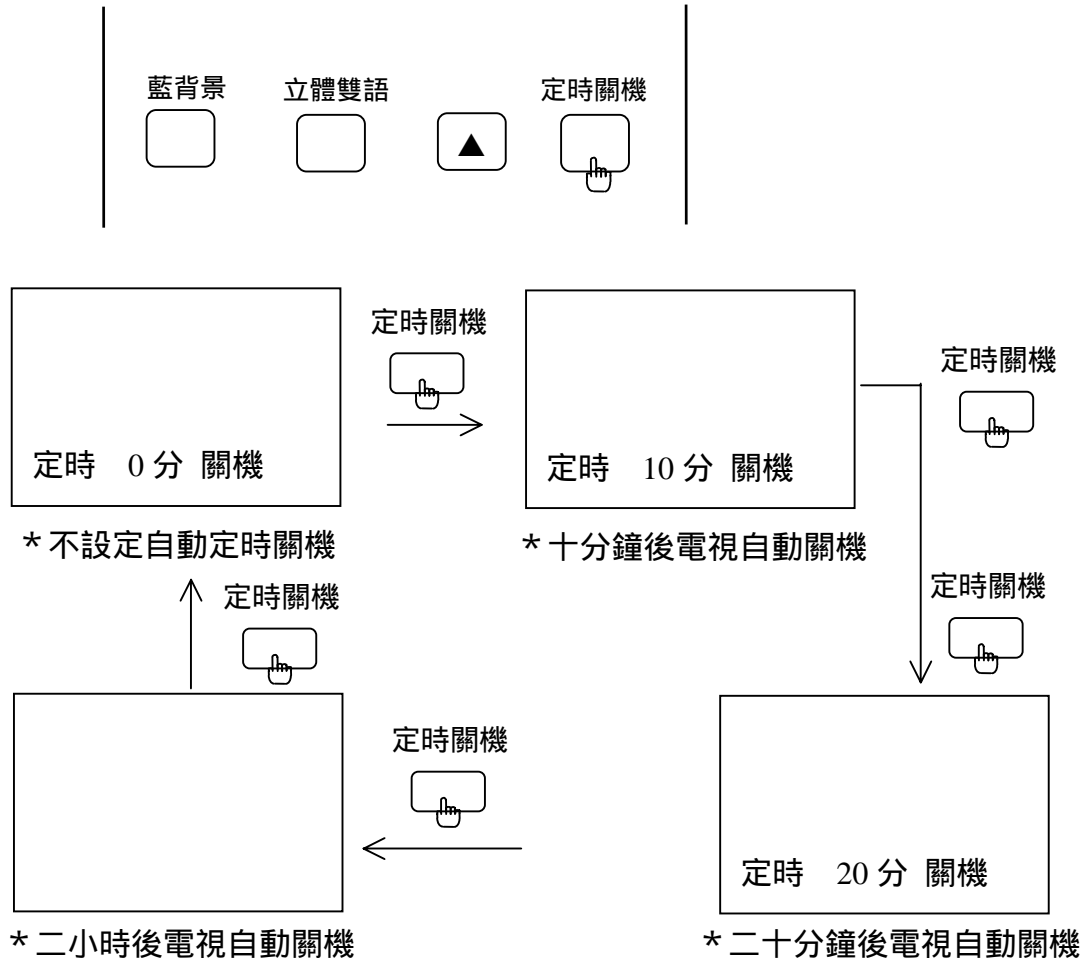 藍背景 立體雙語 定時關機
▲
定時關機
定時 0分 關機
定時 10分 關機
定時關機
*不設定自動定時關機
*十分鐘後電視自動關機
定時關機
定時關機
定時關機
定時 20分 關機
*二小時後電視自動關機
*二十分鐘後電視自動關機